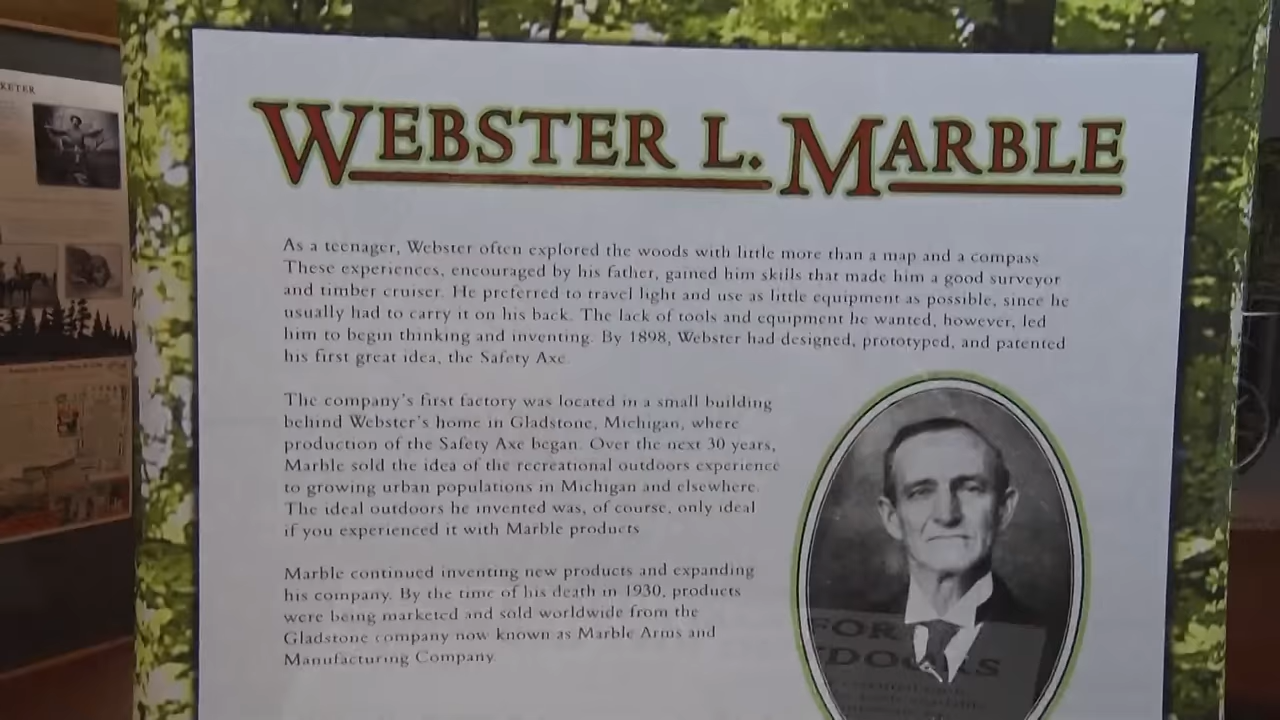 KETER
WEBSTER L. MARBLE
As a teenager, Webster often explored the woods with little more than a map and a compass
These experiences, encouraged by his father, gained him skills that made him a good surveyor
and timber cruiser. He preferred to travel light and use as little equipment as possible, since he
usually had to carry it on his back. The lack of tools and equipment he wanted, however, led
him to begin thinking and inventing. By 1898, Webster had designed, prototyped, and patented
his first great idea, the Safety Axe.
The company's first factory was located in a small building
behind Webster's home in Gladstone, Michigan, where
production of the Safety Axe began. Over the next 30 years,
Marble sold the idea of the recreational outdoors experience
to growing urban populations in Michigan and elsewhere.
The ideal outdoors he invented was, of course, only ideal
if you experienced it with Marble products
Marble continued inventing new products and expanding
his company. By the time of his death in 1930, products
were being marketed and sold worldwide from the
Gladstone company now known as Marble Arms and
Manufacturing Company.
FOR